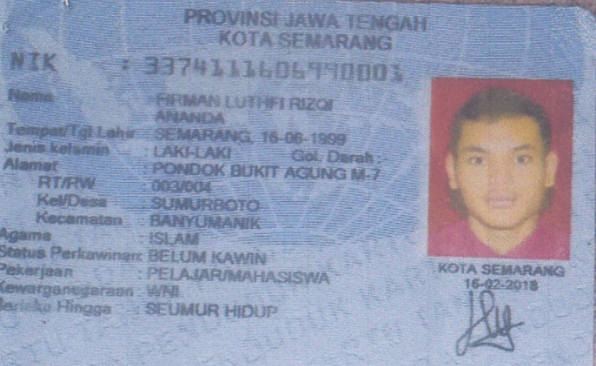 PROVINSI JAWA TENGAH
KOTA SEMARANG
NIK : 3374111606990001
Nama : FIRMAN LUTHFI RIZQI
ANANDA
Tempat/Tgl Lahir : SEMARANG, 16-06-1999
Jenis kelamin : LAKI-LAKI Gol. Darah :
Alamat : PONDOK BUKIT AGUNG M-7
RT/RW : 003/004
Kel/Desa : SUMURBOTO
Kecamatan : BANYUMANIK
Agama : ISLAM
Status Perkawinan: BELUM KAWIN
Pekerjaan : PELAJAR/MAHASISWA
Kewarganegaraan : WNI
Berlaku Hingga : SEUMUR HIDUP
KOTA SEMARANG
16-02-2018